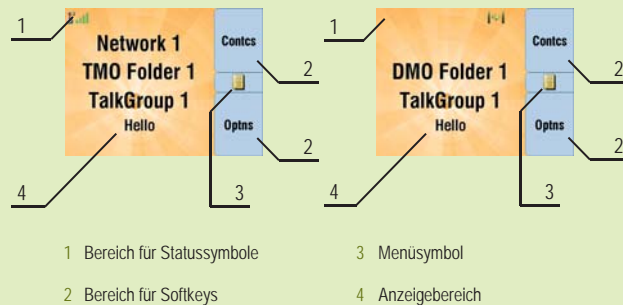 1
Network 1
TMO Folder 1
TalkGroup 1
Hello
Contcs
Optns
2
2
4
3
1
DMO Folder 1
TalkGroup 1
Hello
Contcs
Optns
2
2
4
3
1 Bereich für Statussymbole
2 Bereich für Softkeys
3 Menüsymbol
4 Anzeigebereich